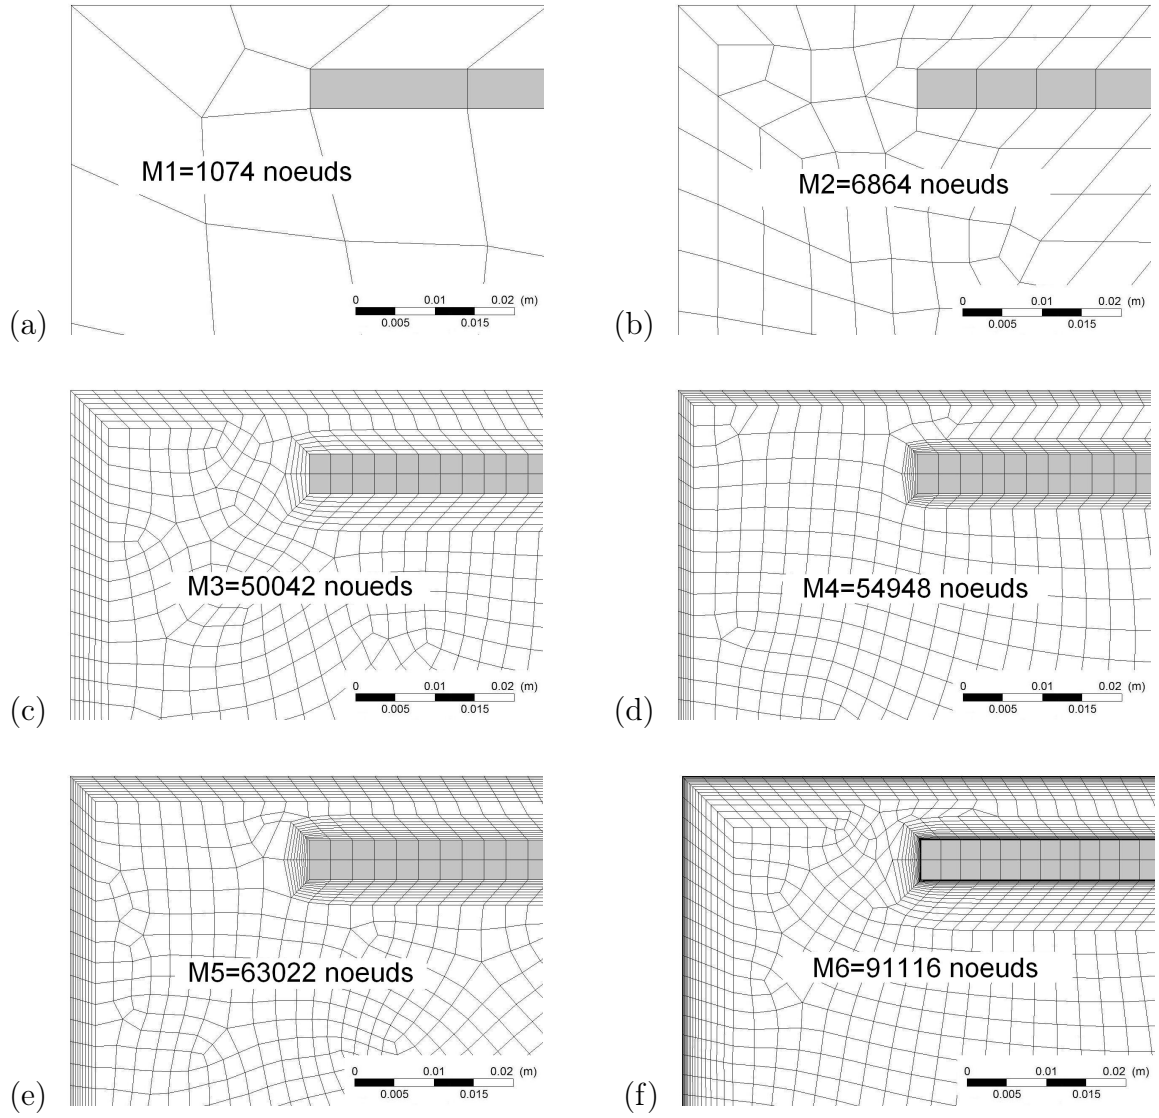 M1=1074 noeuds
0 0.01 0.02 (m)
0.005 0.015
(a)
M2=6864 noeuds
0 0.01 0.02 (m)
0.005 0.015
(b)
M3=50042 noueds
0 0.01 0.02 (m)
0.005 0.015
(c)
M4=54948 noeuds
0 0.01 0.02 (m)
0.005 0.015
(d)
M5=63022 noeuds
0 0.01 0.02 (m)
0.005 0.015
(e)
M6=91116 noeuds
0 0.01 0.02 (m)
0.005 0.015
(f)